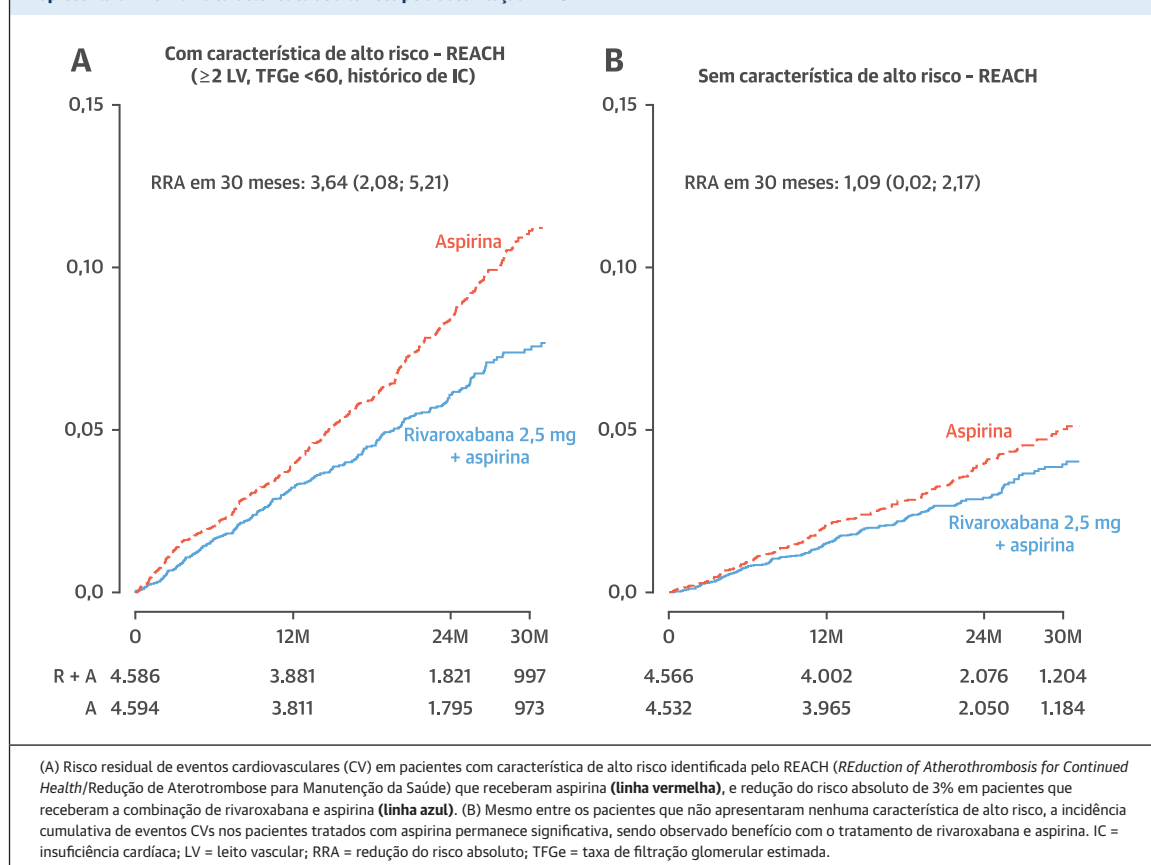 A
Com característica de alto risco – REACH
(≥2 LV, TFGe <60, histórico de IC)
0,15
0,10
0,05
0,0
RRA em 30 meses: 3,64 (2,08; 5,21)
Aspirina
Rivaroxabana 2,5 mg
+ aspirina
0 12M 24M 30M
B
Sem característica de alto risco – REACH
0,15
0,10
0,05
0,0
RRA em 30 meses: 1,09 (0,02; 2,17)
Aspirina
Rivaroxabana 2,5 mg
+ aspirina
0 12M 24M 30M
R + A 4.586 3.881 1.821 997 4.566 4.002 2.076 1.204
A 4.594 3.811 1.795 973 4.532 3.965 2.050 1.184
(A) Risco residual de eventos cardiovasculares (CV) em pacientes com característica de alto risco identificada pelo REACH (REduction of Atherothrombosis for Continued
Health/Redução de Aterotrombose para Manutenção da Saúde) que receberam aspirina (linha vermelha), e redução do risco absoluto de 3% em pacientes que
receberam a combinação de rivaroxabana e aspirina (linha azul). (B) Mesmo entre os pacientes que não apresentaram nenhuma característica de alto risco, a incidência
cumulativa de eventos CVs nos pacientes tratados com aspirina permanece significativa, sendo observado benefício com o tratamento de rivaroxabana e aspirina. IC =
insuficiência cardíaca; LV = leito vascular; RRA = redução do risco absoluto; TFGe = taxa de filtração glomerular estimada.